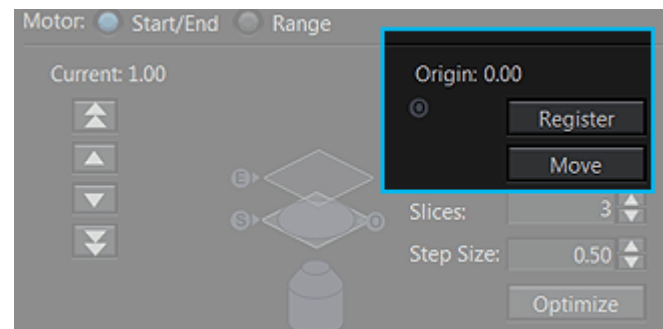 Motor: Start/End Range
Current: 1.00 Origin: 0.00
O
Register
Move
E
S O
Slices: 3
Step Size: 0.50
Optimize